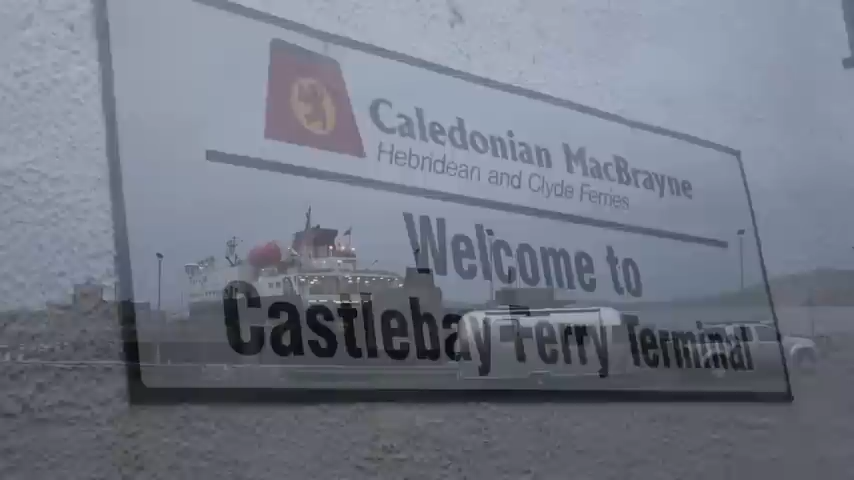 Caledonian MacBrayne
Hebridean and Clyde Ferries
Welcome to
Castlebay Ferry Terminal